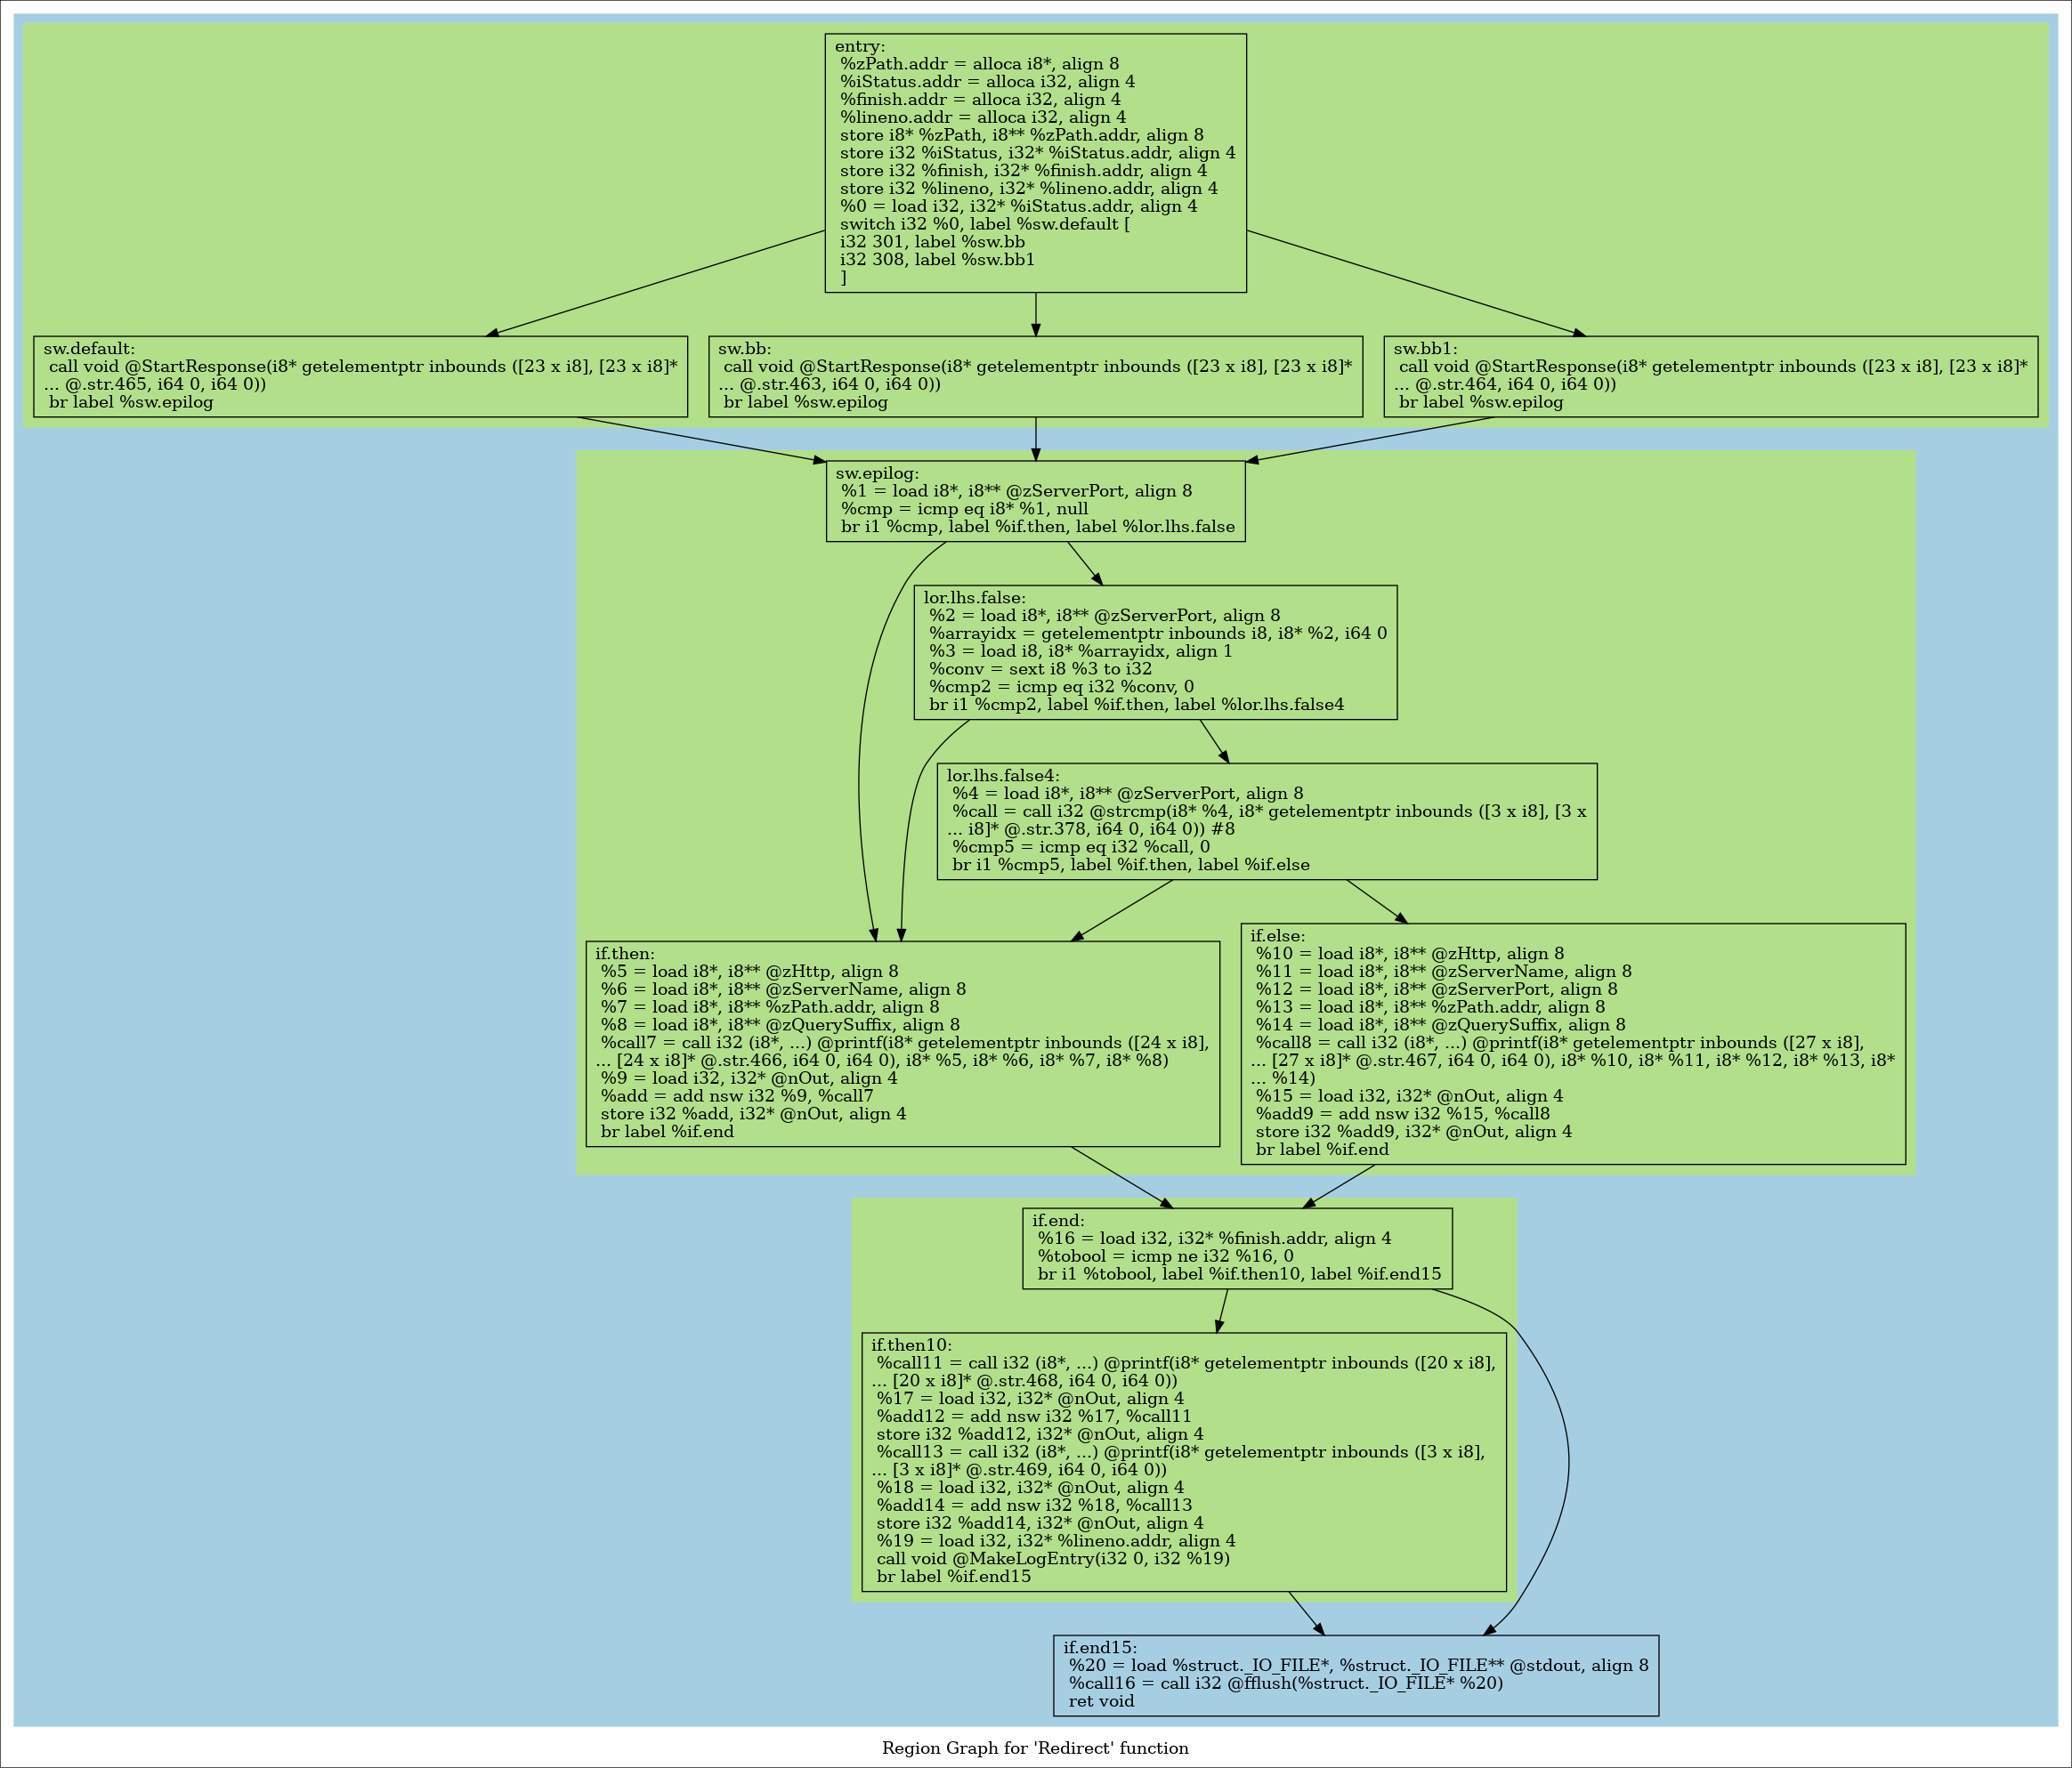 entry:
%zPath.addr = alloca i8*, align 8
%iStatus.addr = alloca i32, align 4
%finish.addr = alloca i32, align 4
%lineno.addr = alloca i32, align 4
store i8* %zPath, i8** %zPath.addr, align 8
store i32 %iStatus, i32* %iStatus.addr, align 4
store i32 %finish, i32* %finish.addr, align 4
store i32 %lineno, i32* %lineno.addr, align 4
%0 = load i32, i32* %iStatus.addr, align 4
switch i32 %0, label %sw.default [
i32 301, label %sw.bb
i32 308, label %sw.bb1
]
sw.default:
call void @StartResponse(i8* getelementptr inbounds ([23 x i8], [23 x i8]*
... @.str.465, i64 0, i64 0))
br label %sw.epilog
sw.bb:
call void @StartResponse(i8* getelementptr inbounds ([23 x i8], [23 x i8]*
... @.str.463, i64 0, i64 0))
br label %sw.epilog
sw.bb1:
call void @StartResponse(i8* getelementptr inbounds ([23 x i8], [23 x i8]*
... @.str.464, i64 0, i64 0))
br label %sw.epilog
sw.epilog:
%1 = load i8*, i8** @zServerPort, align 8
%cmp = icmp eq i8* %1, null
br i1 %cmp, label %if.then, label %lor.lhs.false
lor.lhs.false:
%2 = load i8*, i8** @zServerPort, align 8
%arrayidx = getelementptr inbounds i8, i8* %2, i64 0
%3 = load i8, i8* %arrayidx, align 1
%conv = sext i8 %3 to i32
%cmp2 = icmp eq i32 %conv, 0
br i1 %cmp2, label %if.then, label %lor.lhs.false4
lor.lhs.false4:
%4 = load i8*, i8** @zServerPort, align 8
%call = call i32 @strcmp(i8* %4, i8* getelementptr inbounds ([3 x i8], [3 x
... i8]* @.str.378, i64 0, i64 0)) #8
%cmp5 = icmp eq i32 %call, 0
br i1 %cmp5, label %if.then, label %if.else
if.then:
%5 = load i8*, i8** @zHttp, align 8
%6 = load i8*, i8** @zServerName, align 8
%7 = load i8*, i8** %zPath.addr, align 8
%8 = load i8*, i8** @zQuerySuffix, align 8
%call7 = call i32 (i8*, ...) @printf(i8* getelementptr inbounds ([24 x i8],
... [24 x i8]* @.str.466, i64 0, i64 0), i8* %5, i8* %6, i8* %7, i8* %8)
%9 = load i32, i32* @nOut, align 4
%add = add nsw i32 %9, %call7
store i32 %add, i32* @nOut, align 4
br label %if.end
if.else:
%10 = load i8*, i8** @zHttp, align 8
%11 = load i8*, i8** @zServerName, align 8
%12 = load i8*, i8** @zServerPort, align 8
%13 = load i8*, i8** %zPath.addr, align 8
%14 = load i8*, i8** @zQuerySuffix, align 8
%call8 = call i32 (i8*, ...) @printf(i8* getelementptr inbounds ([27 x i8],
... [27 x i8]* @.str.467, i64 0, i64 0), i8* %10, i8* %11, i8* %12, i8* %13, i8*
... %14)
%15 = load i32, i32* @nOut, align 4
%add9 = add nsw i32 %15, %call8
store i32 %add9, i32* @nOut, align 4
br label %if.end
if.end:
%16 = load i32, i32* %finish.addr, align 4
%tobool = icmp ne i32 %16, 0
br i1 %tobool, label %if.then10, label %if.end15
if.then10:
%call11 = call i32 (i8*, ...) @printf(i8* getelementptr inbounds ([20 x i8],
... [20 x i8]* @.str.468, i64 0, i64 0))
%17 = load i32, i32* @nOut, align 4
%add12 = add nsw i32 %17, %call11
store i32 %add12, i32* @nOut, align 4
%call13 = call i32 (i8*, ...) @printf(i8* getelementptr inbounds ([3 x i8],
... [3 x i8]* @.str.469, i64 0, i64 0))
%18 = load i32, i32* @nOut, align 4
%add14 = add nsw i32 %18, %call13
store i32 %add14, i32* @nOut, align 4
%19 = load i32, i32* %lineno.addr, align 4
call void @MakeLogEntry(i32 0, i32 %19)
br label %if.end15
if.end15:
%20 = load %struct._IO_FILE*, %struct._IO_FILE** @stdout, align 8
%call16 = call i32 @fflush(%struct._IO_FILE* %20)
ret void
Region Graph for 'Redirect' function